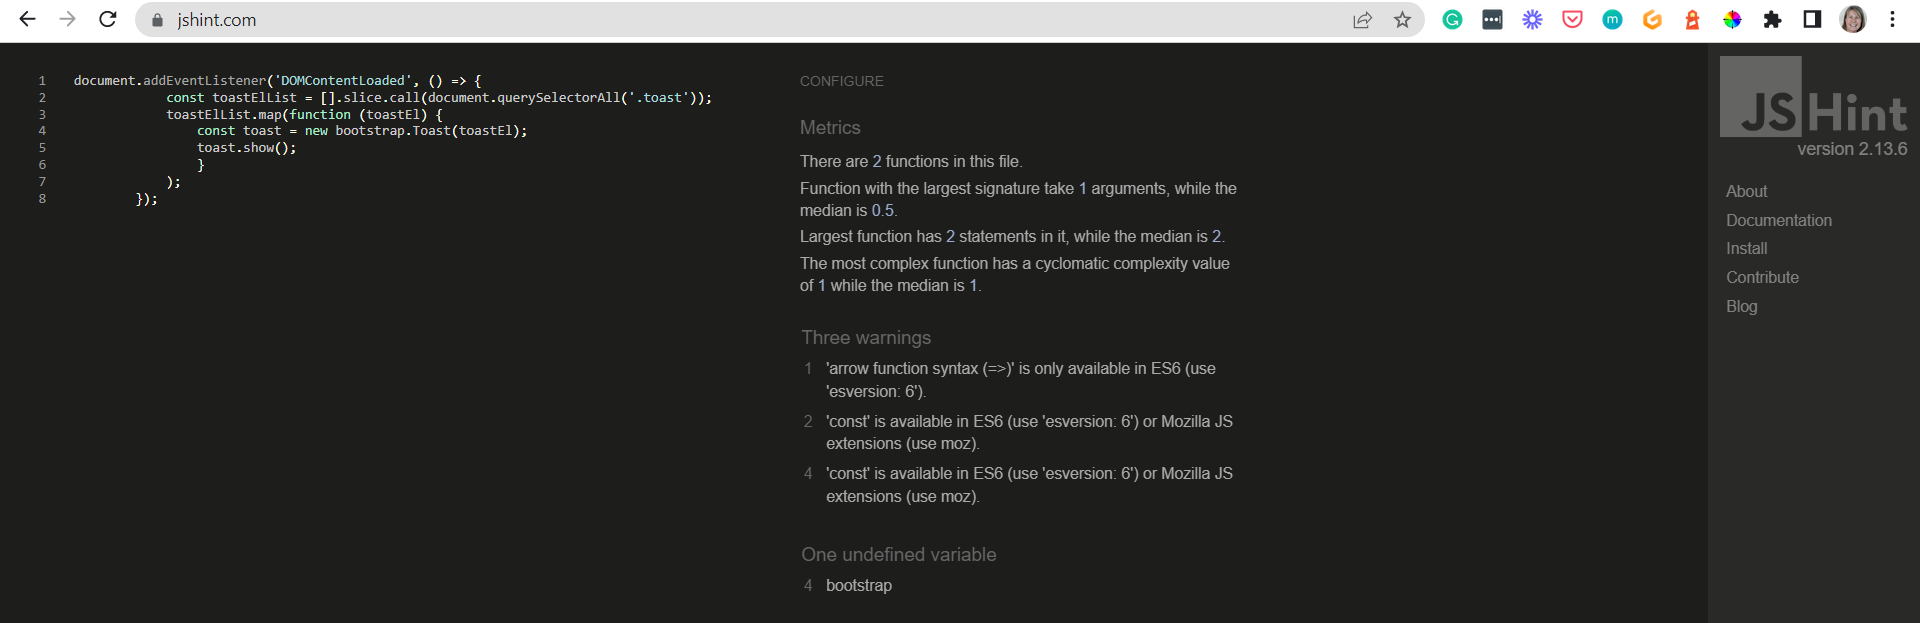 jshint.com
1 document.addEventListener('DOMContentLoaded', () => {
2 const toastElList = [].slice.call(document.querySelectorAll('.toast'));
3 toastElList.map(function (toastEl) {
4 const toast = new bootstrap.Toast(toastEl);
5 toast.show();
6 }
7 );
8 });
CONFIGURE
Metrics
There are 2 functions in this file.
Function with the largest signature take 1 arguments, while the
median is 0.5.
Largest function has 2 statements in it, while the median is 2.
The most complex function has a cyclomatic complexity value
of 1 while the median is 1.
Three warnings
1 'arrow function syntax (=>)' is only available in ES6 (use
'esversion: 6').
2 'const' is available in ES6 (use 'esversion: 6') or Mozilla JS
extensions (use moz).
4 'const' is available in ES6 (use 'esversion: 6') or Mozilla JS
extensions (use moz).
One undefined variable
4 bootstrap
JSHint
version 2.13.6
About
Documentation
Install
Contribute
Blog